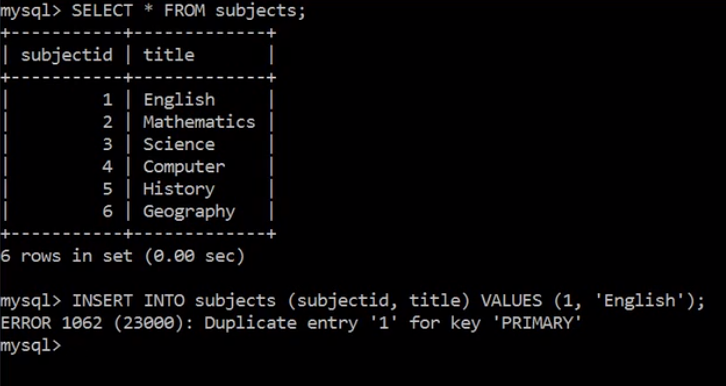 mysql> SELECT * FROM subjects;
+-----------+-------------+
| subjectid | title       |
+-----------+-------------+
|         1 | English     |
|         2 | Mathematics |
|         3 | Science     |
|         4 | Computer    |
|         5 | History     |
|         6 | Geography   |
+-----------+-------------+
6 rows in set (0.00 sec)
mysql> INSERT INTO subjects (subjectid, title) VALUES (1, 'English');
ERROR 1062 (23000): Duplicate entry '1' for key 'PRIMARY'
mysql>